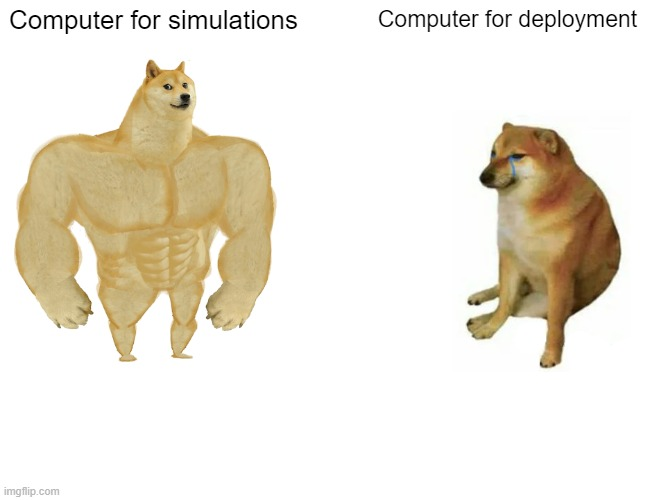 Computer for simulations
Computer for deployment
imgflip.com